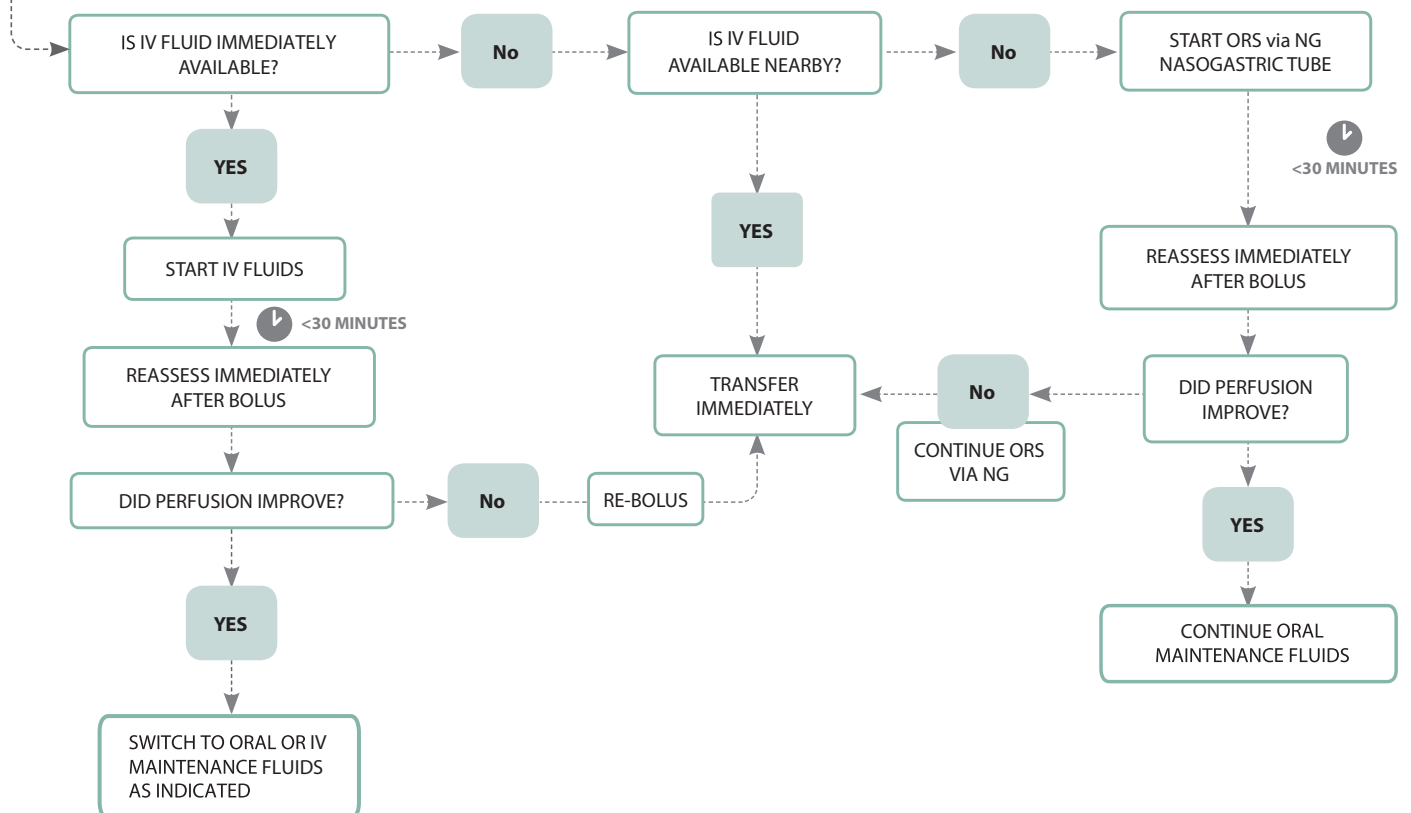 IS IV FLUID IMMEDIATELY
AVAILABLE?
No
IS IV FLUID
AVAILABLE NEARBY?
No
START ORS via NG
NASOGASTRIC TUBE
YES
<30 MINUTES
YES
START IV FLUIDS
REASSESS IMMEDIATELY
AFTER BOLUS
<30 MINUTES
REASSESS IMMEDIATELY
AFTER BOLUS
TRANSFER
IMMEDIATELY
No
CONTINUE ORS
VIA NG
DID PERFUSION
IMPROVE?
DID PERFUSION IMPROVE?
No
RE-BOLUS
YES
YES
CONTINUE ORAL
MAINTENANCE FLUIDS
SWITCH TO ORAL OR IV
MAINTENANCE FLUIDS
AS INDICATED